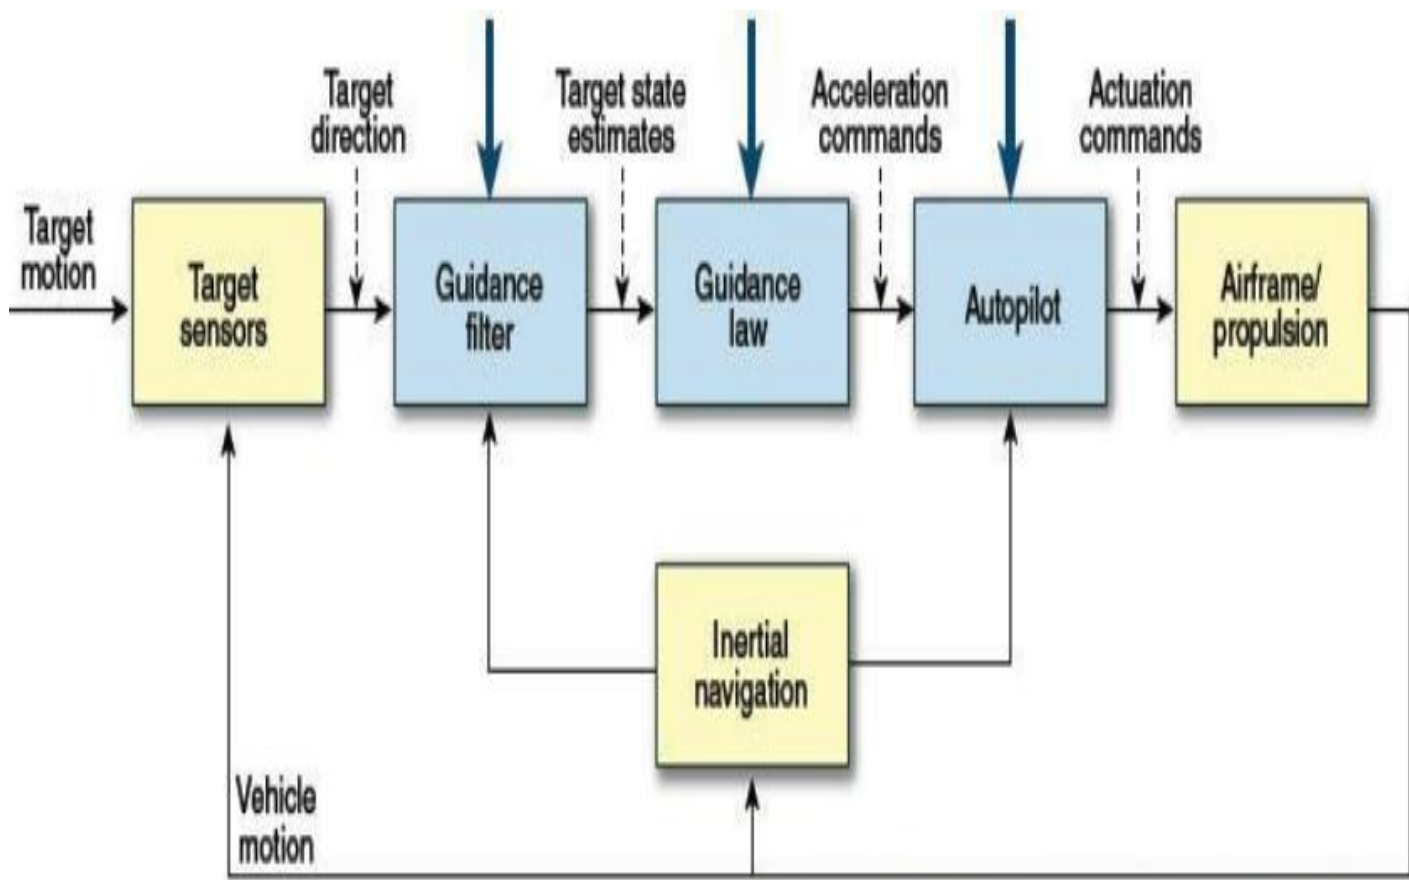 Target
direction
Target state
estimates
Acceleration
commands
Actuation
commands
Target
motion
Target
sensors
Guidance
filter
Guidance
law
Autopilot
Airframe/
propulsion
Inertial
navigation
Vehicle
motion